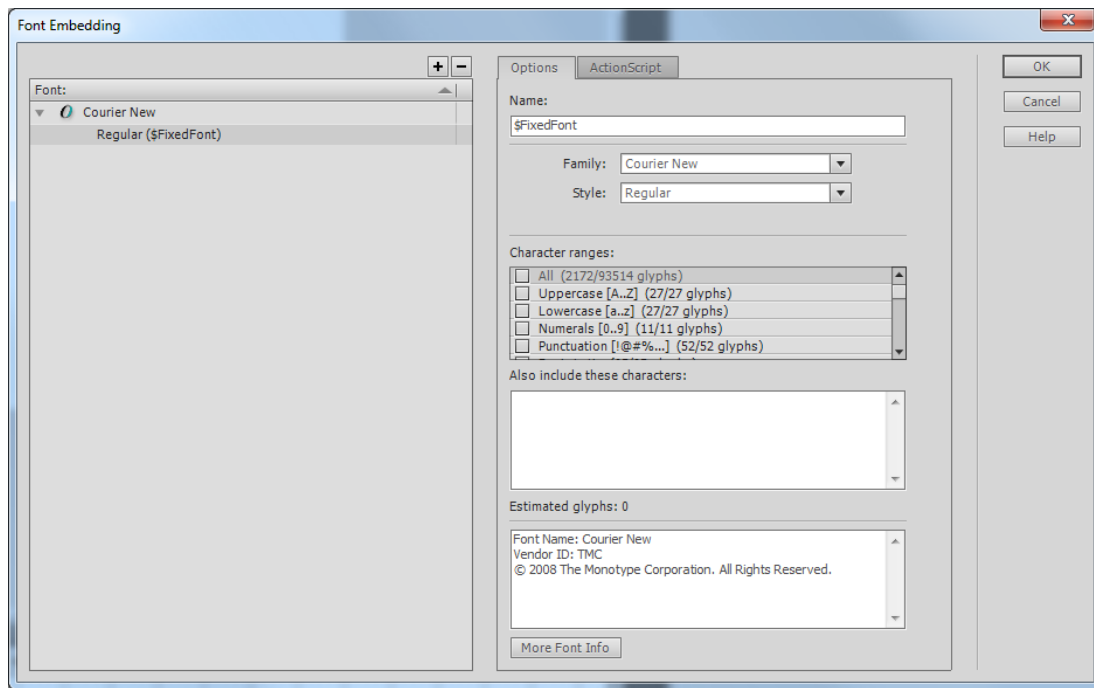 Font Embedding
+ −
Font:
Courier New
Regular ($FixedFont)
Options ActionScript
Name:
$FixedFont
Family: Courier New
Style: Regular
Character ranges:
All (2172/93514 glyphs)
Uppercase [A..Z] (27/27 glyphs)
Lowercase [a..z] (27/27 glyphs)
Numerals [0..9] (11/11 glyphs)
Punctuation [!@#%...] (52/52 glyphs)
Also include these characters:
Estimated glyphs: 0
Font Name: Courier New
Vendor ID: TMC
© 2008 The Monotype Corporation. All Rights Reserved.
More Font Info
OK
Cancel
Help